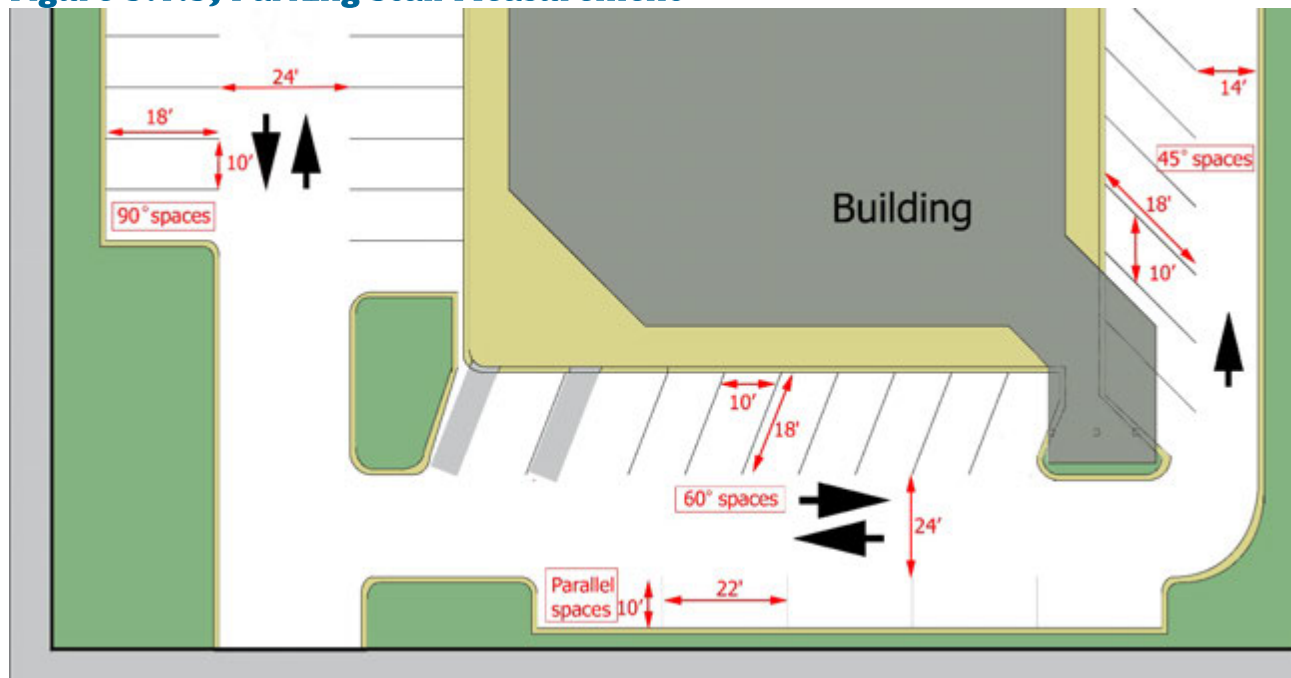 24'
14'
18'
10'
45° spaces
90° spaces
18'
Building
10'
10'
18'
60° spaces
24'
Parallel
spaces
10'
22'